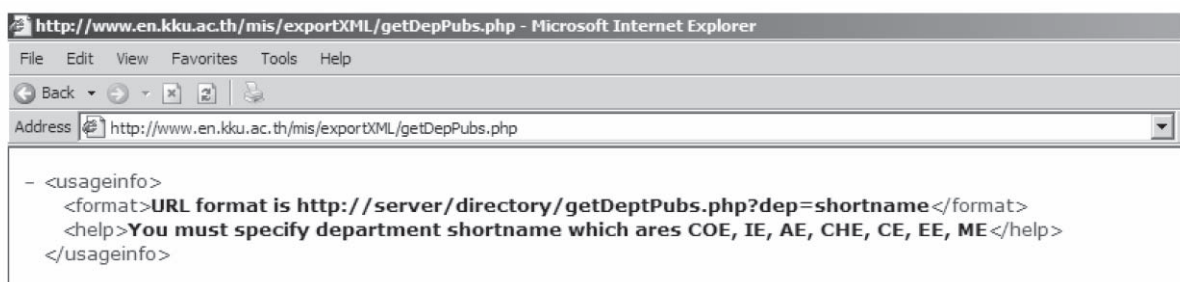 http://www.en.kku.ac.th/mis/exportXML/getDepPubs.php - Microsoft Internet Explorer
File Edit View Favorites Tools Help
Back
Address http://www.en.kku.ac.th/mis/exportXML/getDepPubs.php
- <usageinfo>
<format>URL format is http://server/directory/getDeptPubs.php?dep=shortname</format>
<help>You must specify department shortname which ares COE, IE, AE, CHE, CE, EE, ME</help>
</usageinfo>